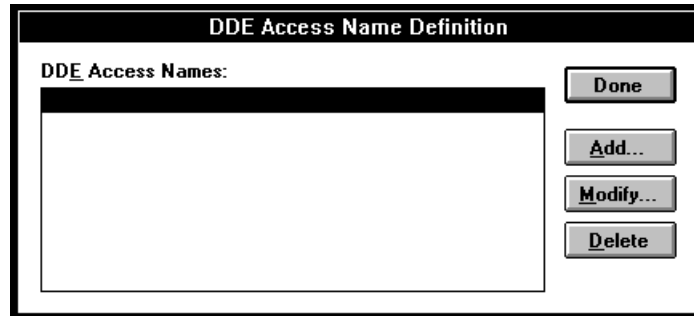 DDE Access Name Definition
DDE Access Names:
Done
Add...
Modify...
Delete